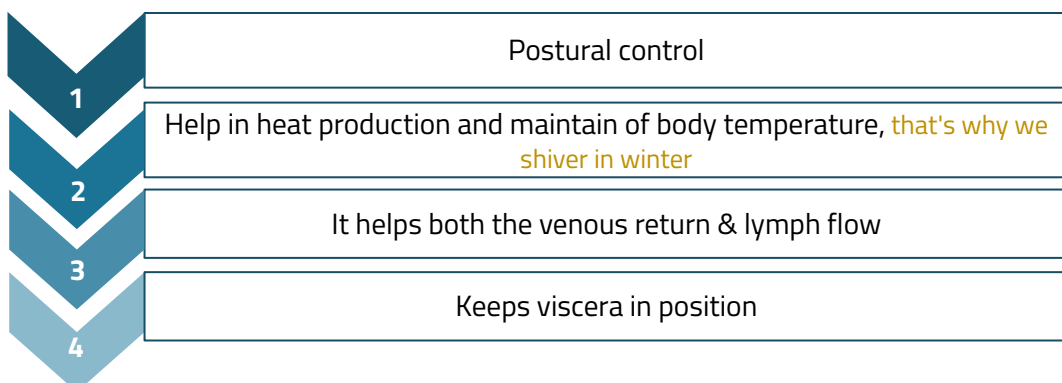 Postural control
1
Help in heat production and maintain of body temperature, that's why we
shiver in winter
2
It helps both the venous return & lymph flow
3
Keeps viscera in position
4